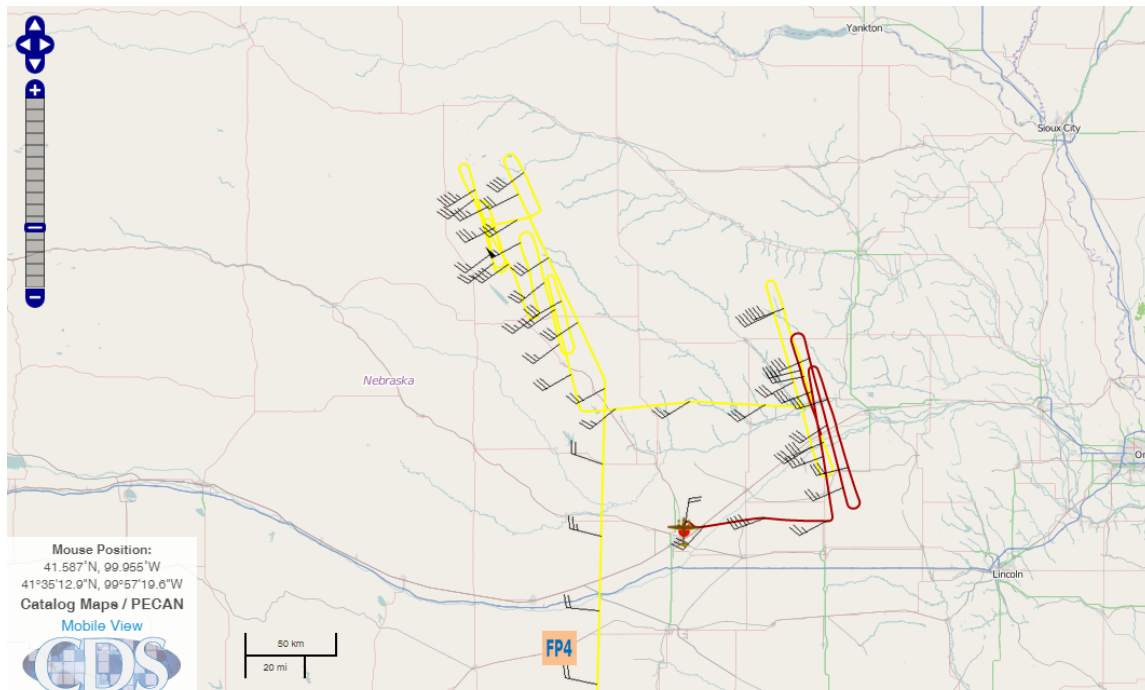 Yankton
Sioux City
Nebraska
Lincoln
Mouse Position:
41.587°N, 99.955°W
41°35'12.9"N, 99°57'19.6"W
Catalog Maps / PECAN
Mobile View
CDS
50 km
20 mi
FP4